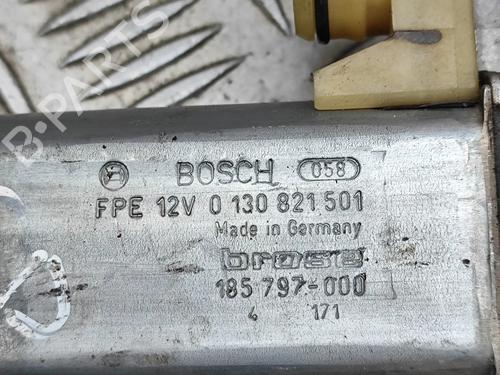 BOSCH 058
FPE 12V 0 130 821 501
Made in Germany
brose
185 797-000
4 171
B-PARTS